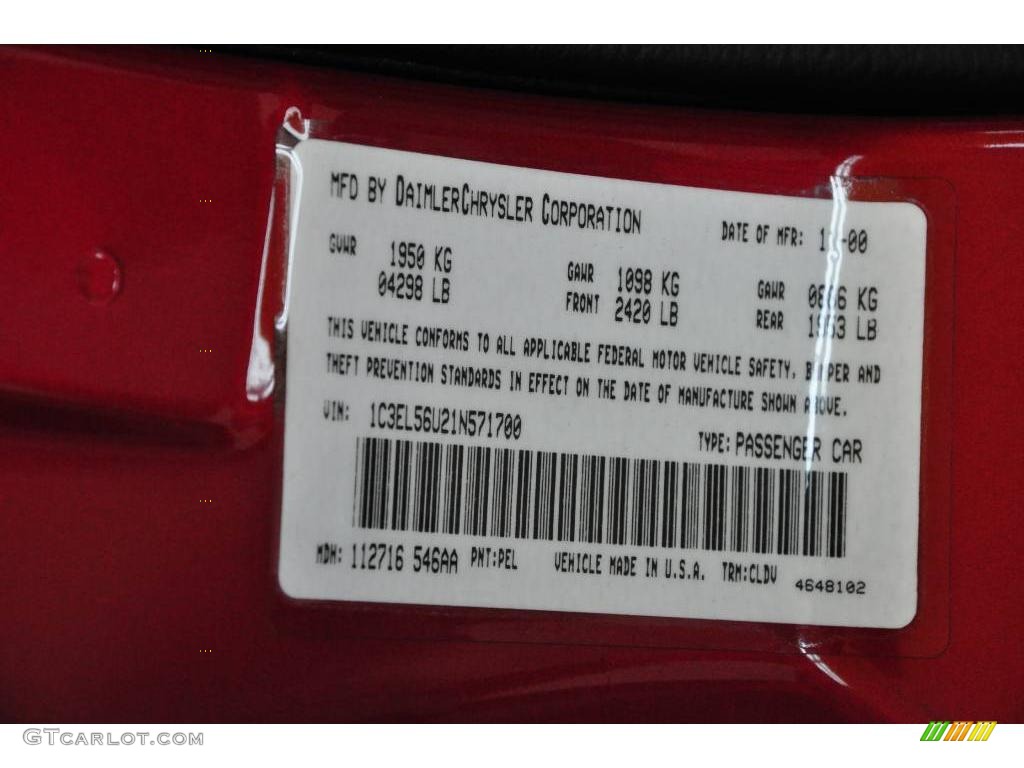 MFD BY DAIMLERCHRYSLER CORPORATION
DATE OF MFR: -00
GVWR 1950 KG
04298 LB
GAWR FRONT 1098 KG
2420 LB
GAWR REAR KG
LB
THIS VEHICLE CONFORMS TO ALL APPLICABLE FEDERAL MOTOR VEHICLE SAFETY, AND
THEFT PREVENTION STANDARDS IN EFFECT ON THE DATE OF MANUFACTURE SHOWN ABOVE.
VIN: 1C3EL56U21N571700
TYPE: PASSENGER CAR
MDH: 112716 546AA PNT:PEL VEHICLE MADE IN U.S.A. TRM:CLDV 4648102
GTCARLOT.COM